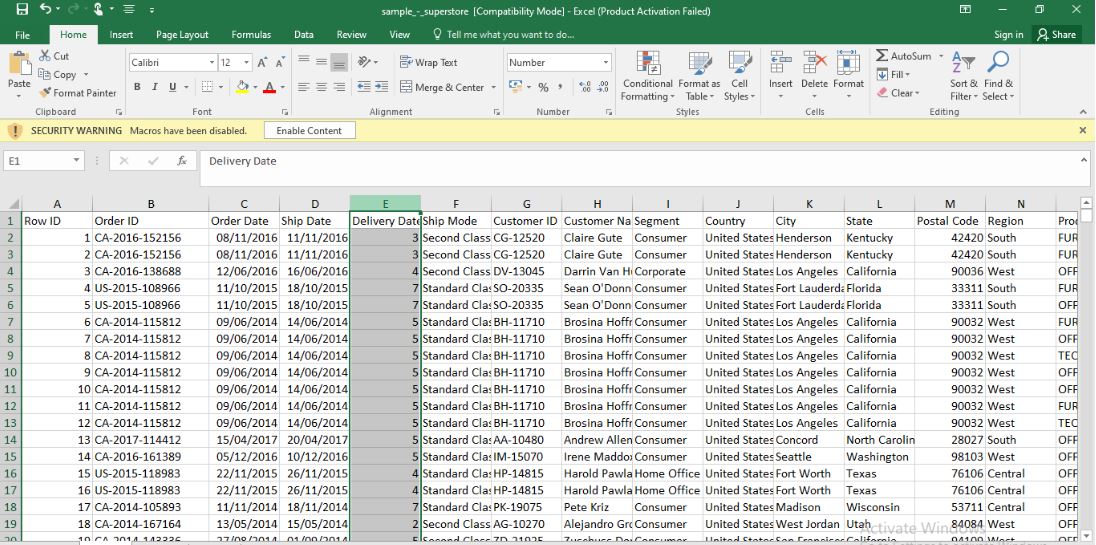 sample_-_superstore [Compatibility Mode] - Excel (Product Activation Failed)
File Home Insert Page Layout Formulas Data Review View Tell me what you want to do... Sign in Share
Paste Cut Copy Format Painter
Calibri 12 B I U A A A
Wrap Text Merge & Center
Number % ,
Conditional Formatting Format as Table Cell Styles
Insert Delete Format
AutoSum Fill Clear Sort & Filter Find & Select
Clipboard Font Alignment Number Styles Cells Editing
! SECURITY WARNING Macros have been disabled. Enable Content
E1 fx Delivery Date
A B C D E F G H I J K L M N
1 Row ID Order ID Order Date Ship Date Delivery Date Ship Mode Customer ID Customer Na Segment Country City State Postal Code Region
2 1 CA-2016-152156 08/11/2016 11/11/2016 3 Second Class CG-12520 Claire Gute Consumer United States Henderson Kentucky 42420 South FUR
3 2 CA-2016-152156 08/11/2016 11/11/2016 3 Second Class CG-12520 Claire Gute Consumer United States Henderson Kentucky 42420 South FUR
4 3 CA-2016-138688 12/06/2016 16/06/2016 4 Second Class DV-13045 Darrin Van H Corporate United States Los Angeles California 90036 West OFF
5 4 US-2015-108966 11/10/2015 18/10/2015 7 Standard Cla SO-20335 Sean O'Donn Consumer United States Fort Lauderda Florida 33311 South FUR
6 5 US-2015-108966 11/10/2015 18/10/2015 7 Standard Cla SO-20335 Sean O'Donn Consumer United States Fort Lauderda Florida 33311 South OFF
7 6 CA-2014-115812 09/06/2014 14/06/2014 5 Standard Cla BH-11710 Brosina Hoffr Consumer United States Los Angeles California 90032 West FUR
8 7 CA-2014-115812 09/06/2014 14/06/2014 5 Standard Cla BH-11710 Brosina Hoffr Consumer United States Los Angeles California 90032 West OFF
9 8 CA-2014-115812 09/06/2014 14/06/2014 5 Standard Cla BH-11710 Brosina Hoffr Consumer United States Los Angeles California 90032 West TEC
10 9 CA-2014-115812 09/06/2014 14/06/2014 5 Standard Cla BH-11710 Brosina Hoffr Consumer United States Los Angeles California 90032 West OFF
11 10 CA-2014-115812 09/06/2014 14/06/2014 5 Standard Cla BH-11710 Brosina Hoffr Consumer United States Los Angeles California 90032 West OFF
12 11 CA-2014-115812 09/06/2014 14/06/2014 5 Standard Cla BH-11710 Brosina Hoffr Consumer United States Los Angeles California 90032 West FUR
13 12 CA-2014-115812 09/06/2014 14/06/2014 5 Standard Cla BH-11710 Brosina Hoffr Consumer United States Los Angeles California 90032 West TEC
14 13 CA-2017-114412 15/04/2017 20/04/2017 5 Standard Cla AA-10480 Andrew Allen Consumer United States Concord North Carolin 28027 South OFF
15 14 CA-2016-161389 05/12/2016 10/12/2016 5 Standard Cla IM-15070 Irene Maddo Consumer United States Seattle Washington 98103 West OFF
16 15 US-2015-118983 22/11/2015 26/11/2015 4 Standard Cla HP-14815 Harold Pawla Home Office United States Fort Worth Texas 76106 Central OFF
17 16 US-2015-118983 22/11/2015 26/11/2015 4 Standard Cla HP-14815 Harold Pawla Home Office United States Fort Worth Texas 76106 Central OFF
18 17 CA-2014-105893 11/11/2014 18/11/2014 7 Standard Cla PK-19075 Pete Kriz Consumer United States Madison Wisconsin 53711 Central OFF
19 18 CA-2014-167164 13/05/2014 15/05/2014 2 Second Class AG-10270 Alejandro Gro Consumer United States West Jordan Utah 84084 West OFF
Activate Windows